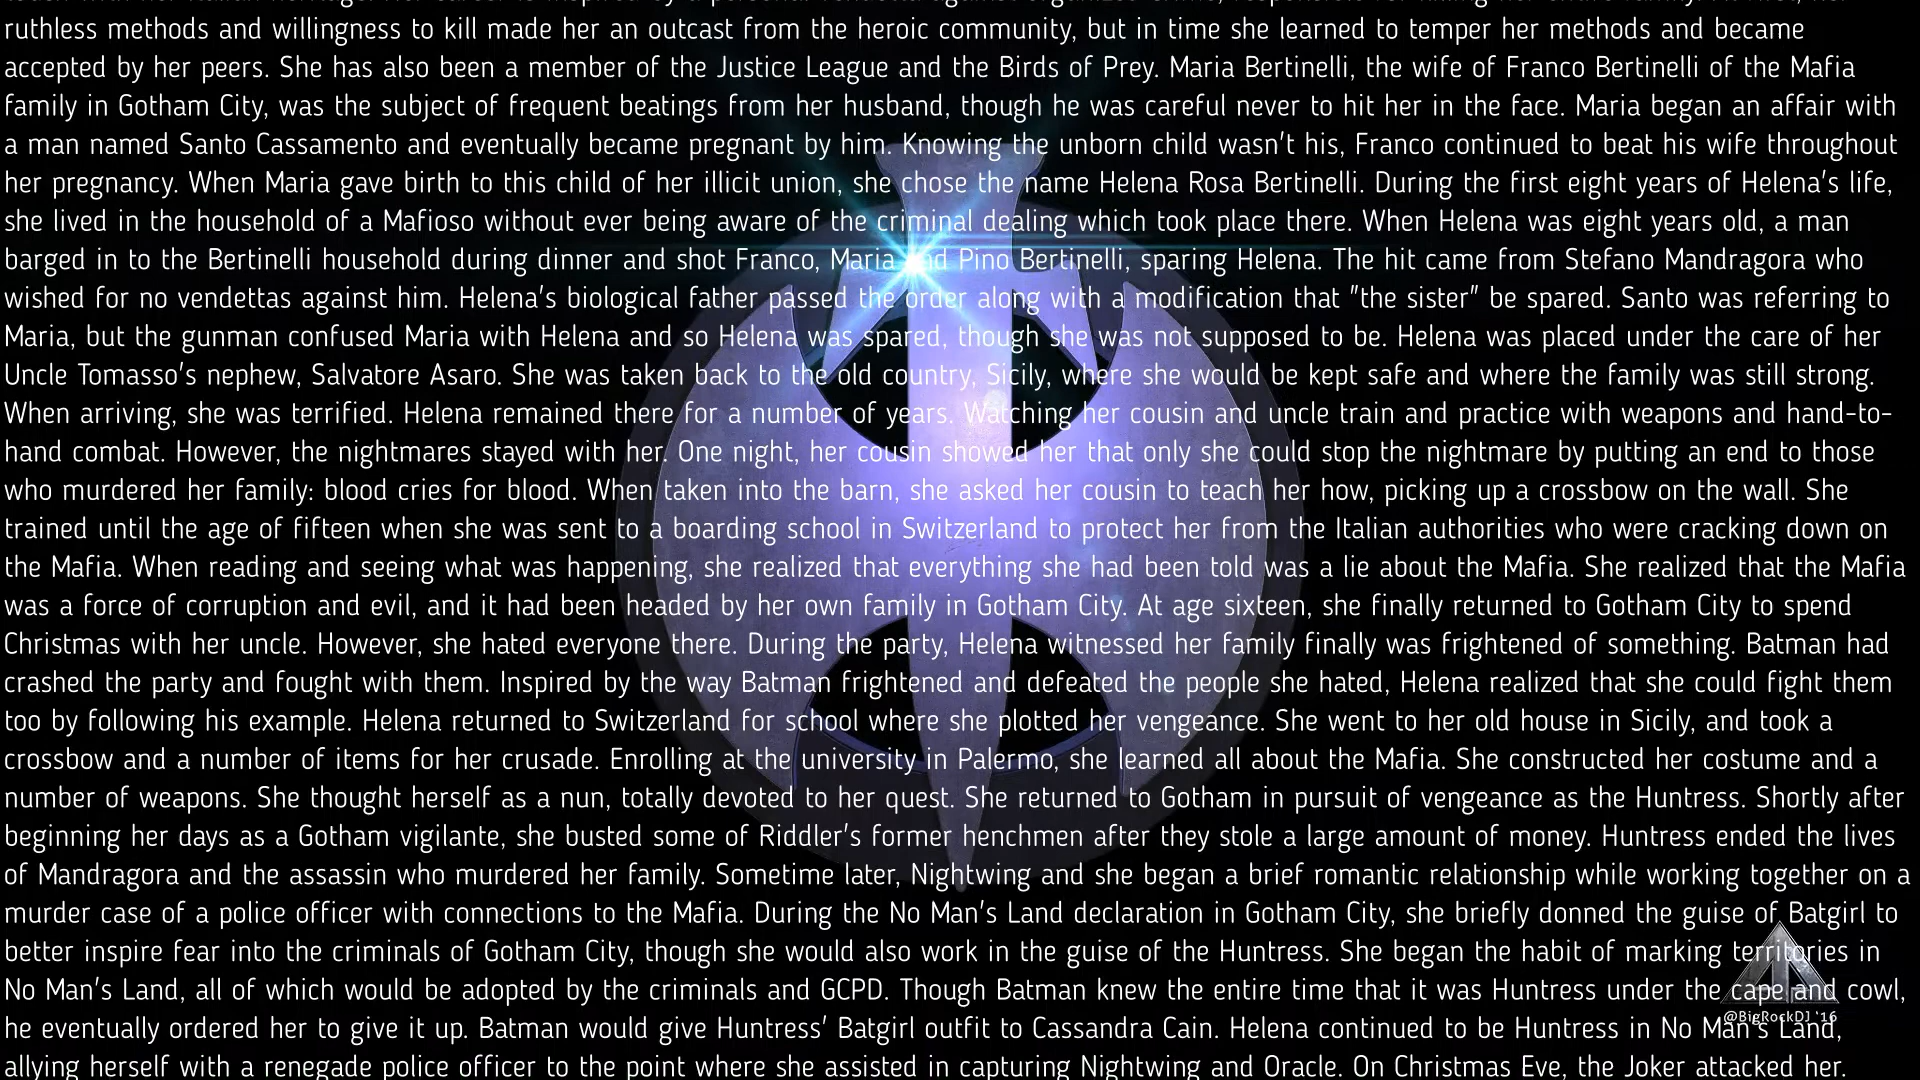 ruthless methods and willingness to kill made her an outcast from the heroic community, but in time she learned to temper her methods and became
accepted by her peers. She has also been a member of the Justice League and the Birds of Prey. Maria Bertinelli, the wife of Franco Bertinelli of the Mafia
family in Gotham City, was the subject of frequent beatings from her husband, though he was careful never to hit her in the face. Maria began an affair with
a man named Santo Cassamento and eventually became pregnant by him. Knowing the unborn child wasn't his, Franco continued to beat his wife throughout
her pregnancy. When Maria gave birth to this child of her illicit union, she chose the name Helena Rosa Bertinelli. During the first eight years of Helena's life,
she lived in the household of a Mafioso without ever being aware of the criminal dealing which took place there. When Helena was eight years old, a man
barged in to the Bertinelli household during dinner and shot Franco, Maria and Pino Bertinelli, sparing Helena. The hit came from Stefano Mandragora who
wished for no vendettas against him. Helena's biological father passed the order along with a modification that "the sister" be spared. Santo was referring to
Maria, but the gunman confused Maria with Helena and so Helena was spared, though she was not supposed to be. Helena was placed under the care of her
Uncle Tomasso's nephew, Salvatore Asaro. She was taken back to the old country, Sicily, where she would be kept safe and where the family was still strong.
When arriving, she was terrified. Helena remained there for a number of years. Watching her cousin and uncle train and practice with weapons and hand-to-
hand combat. However, the nightmares stayed with her. One night, her cousin showed her that only she could stop the nightmare by putting an end to those
who murdered her family: blood cries for blood. When taken into the barn, she asked her cousin to teach her how, picking up a crossbow on the wall. She
trained until the age of fifteen when she was sent to a boarding school in Switzerland to protect her from the Italian authorities who were cracking down on
the Mafia. When reading and seeing what was happening, she realized that everything she had been told was a lie about the Mafia. She realized that the Mafia
was a force of corruption and evil, and it had been headed by her own family in Gotham City. At age sixteen, she finally returned to Gotham City to spend
Christmas with her uncle. However, she hated everyone there. During the party, Helena witnessed her family finally was frightened of something. Batman had
crashed the party and fought with them. Inspired by the way Batman frightened and defeated the people she hated, Helena realized that she could fight them
too by following his example. Helena returned to Switzerland for school where she plotted her vengeance. She went to her old house in Sicily, and took a
crossbow and a number of items for her crusade. Enrolling at the university in Palermo, she learned all about the Mafia. She constructed her costume and a
number of weapons. She thought herself as a nun, totally devoted to her quest. She returned to Gotham in pursuit of vengeance as the Huntress. Shortly after
beginning her days as a Gotham vigilante, she busted some of Riddler's former henchmen after they stole a large amount of money. Huntress ended the lives
of Mandragora and the assassin who murdered her family. Sometime later, Nightwing and she began a brief romantic relationship while working together on a
murder case of a police officer with connections to the Mafia. During the No Man's Land declaration in Gotham City, she briefly donned the guise of Batgirl to
better inspire fear into the criminals of Gotham City, though she would also work in the guise of the Huntress. She began the habit of marking territories in
No Man's Land, all of which would be adopted by the criminals and GCPD. Though Batman knew the entire time that it was Huntress under the cape and cowl,
he eventually ordered her to give it up. Batman would give Huntress' Batgirl outfit to Cassandra Cain. Helena continued to be Huntress in No Man's Land,
allying herself with a renegade police officer to the point where she assisted in capturing Nightwing and Oracle. On Christmas Eve, the Joker attacked her.
@BigRockDJ '16